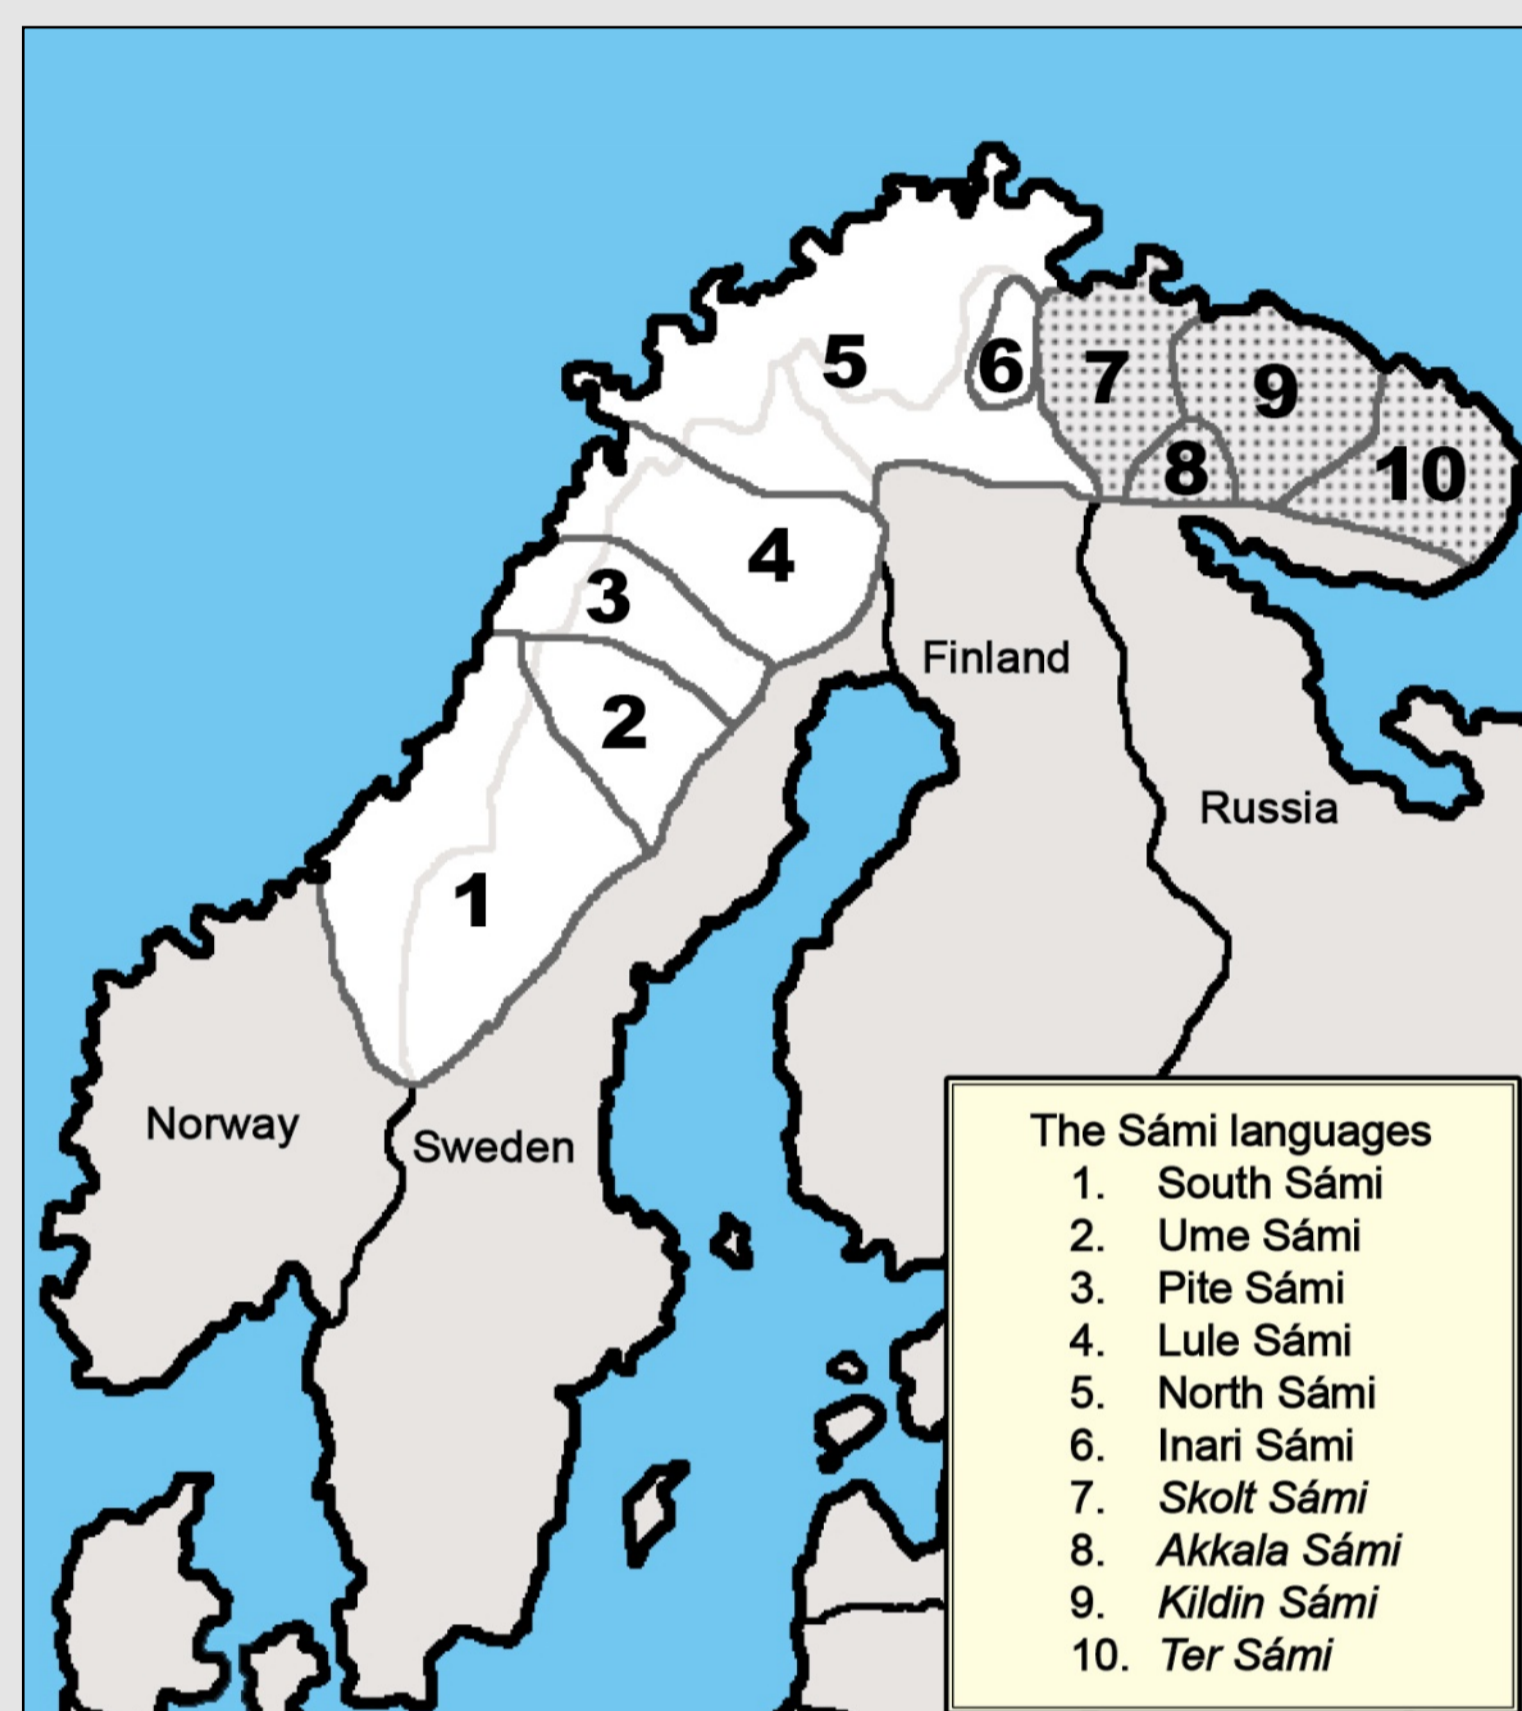 5
6
7
9
8
10
4
3
Finland
2
Russia
1
Norway
Sweden
The Sámi languages
1. South Sámi
2. Ume Sámi
3. Pite Sámi
4. Lule Sámi
5. North Sámi
6. Inari Sámi
7. Skolt Sámi
8. Akkala Sámi
9. Kildin Sámi
10. Ter Sámi